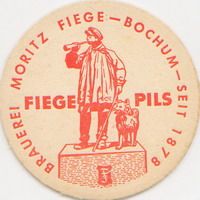 BRAUEREI MORITZ FIEGE — BOCHUM — SEIT 1878
FIEGE PILS